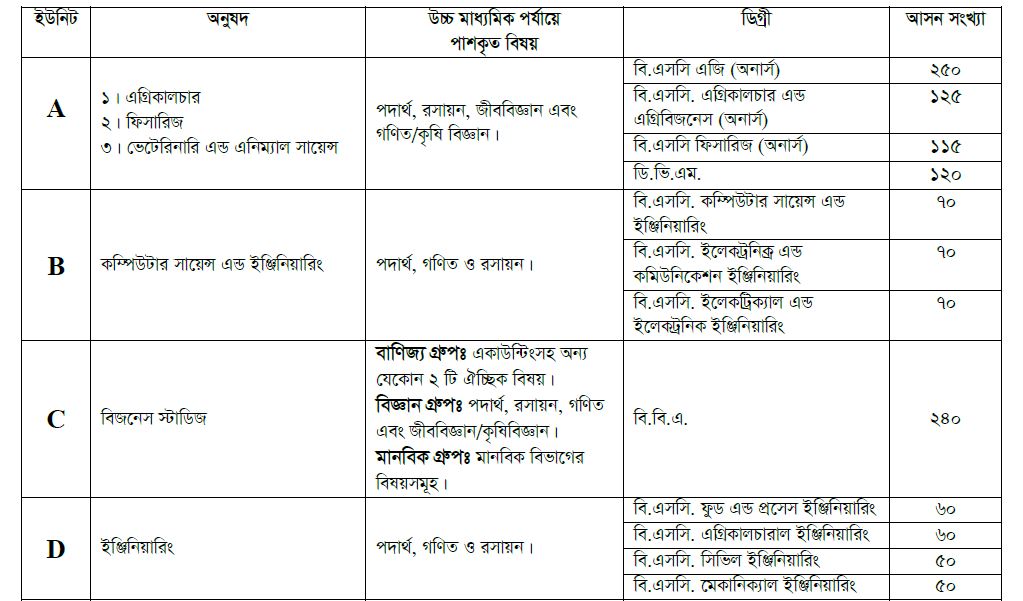 ইউনিট অনুষদ উচ্চ মাধ্যমিক পর্যায়ে পাশকৃত বিষয় ডিগ্রী আসন সংখ্যা
A
১। এগ্রিকালচার
২। ফিসারিজ
৩। ভেটেরিনারি এন্ড এনিম্যাল সায়েন্স
পদার্থ, রসায়ন, জীববিজ্ঞান এবং
গণিত/কৃষি বিজ্ঞান।
বি.এসসি এজি (অনার্স) ২৫০
বি.এসসি. এগ্রিকালচার এন্ড
এগ্রিবিজনেস (অনার্স) ১২৫
বি.এসসি ফিসারিজ (অনার্স) ১১৫
ডি.ভি.এম. ১২০
B
কম্পিউটার সায়েন্স এন্ড ইঞ্জিনিয়ারিং
পদার্থ, গণিত ও রসায়ন।
বি.এসসি. কম্পিউটার সায়েন্স এন্ড
ইঞ্জিনিয়ারিং ৭০
বি.এসসি. ইলেকট্রনিক্স এন্ড
কমিউনিকেশন ইঞ্জিনিয়ারিং ৭০
বি.এসসি. ইলেকট্রিক্যাল এন্ড
ইলেকট্রনিক ইঞ্জিনিয়ারিং ৭০
C
বিজনেস স্টাডিজ
বাণিজ্য গ্রুপঃ একাউন্টিংসহ অন্য
যেকোন ২ টি ঐচ্ছিক বিষয়।
বিজ্ঞান গ্রুপঃ পদার্থ, রসায়ন, গণিত
এবং জীববিজ্ঞান/কৃষিবিজ্ঞান।
মানবিক গ্রুপঃ মানবিক বিভাগের
বিষয়সমূহ।
বি.বি.এ. ২৪০
D
ইঞ্জিনিয়ারিং
পদার্থ, গণিত ও রসায়ন।
বি.এসসি. ফুড এন্ড প্রসেস ইঞ্জিনিয়ারিং ৬০
বি.এসসি. এগ্রিকালচারাল ইঞ্জিনিয়ারিং ৬০
বি.এসসি. সিভিল ইঞ্জিনিয়ারিং ৫০
বি.এসসি. মেকানিক্যাল ইঞ্জিনিয়ারিং ৫০